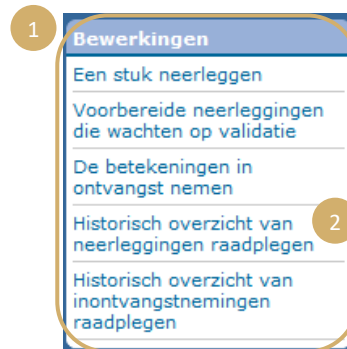 1
Bewerkingen
Een stuk neerleggen
Voorbereide neerleggingen
die wachten op validatie
De betekeningen in
ontvangst nemen
Historisch overzicht van
neerleggingen raadplegen
2
Historisch overzicht van
inontvangstnemingen
raadplegen